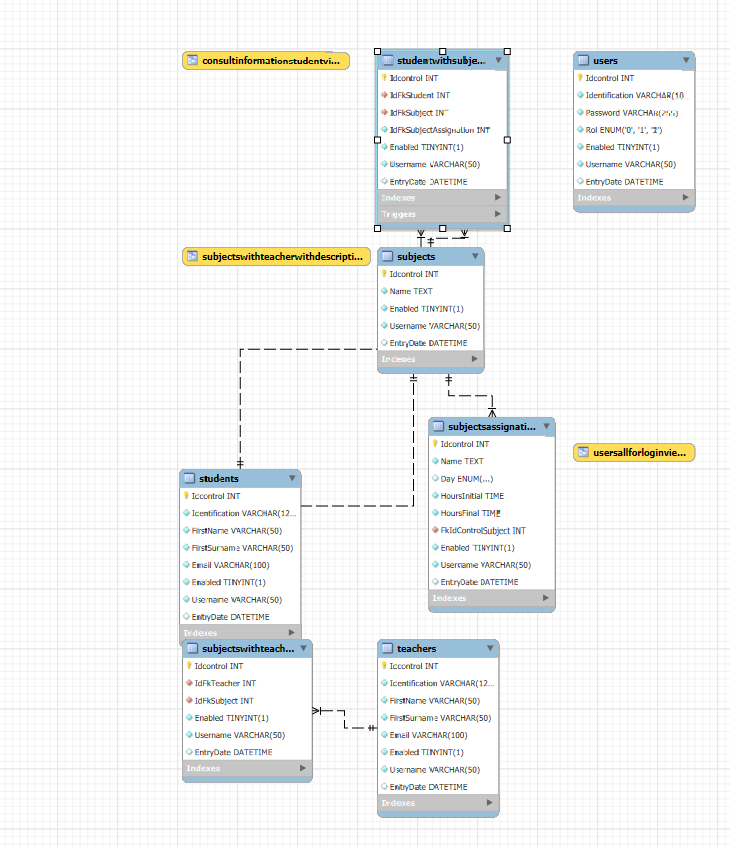 consultinformationstudentvi...
studentwithsubje...
Idcontrol INT
IdFkStudent INT
IdFkSubject INT
IdFkSubjectAssignation INT
Enabled TINYINT(1)
Username VARCHAR(50)
EntryDate DATETIME
Indexes
Triggers
users
Idcontrol INT
Identification VARCHAR(10...
Password VARCHAR(255)
Rol ENUM('0', '1', '2')
Enabled TINYINT(1)
Username VARCHAR(50)
EntryDate DATETIME
Indexes
subjectswithteacherwithdescripti...
subjects
Idcontrol INT
Name TEXT
Enabled TINYINT(1)
Username VARCHAR(50)
EntryDate DATETIME
Indexes
subjectsassignati...
Idcontrol INT
Name TEXT
Day ENUM(...)
HoursInitial TIME
HoursFinal TIME
FkIdControlSubject INT
Enabled TINYINT(1)
Username VARCHAR(50)
EntryDate DATETIME
Indexes
usersallforloginvie...
students
Idcontrol INT
Identification VARCHAR(12...
FirstName VARCHAR(50)
FirstSurname VARCHAR(50)
Email VARCHAR(100)
Enabled TINYINT(1)
Username VARCHAR(50)
EntryDate DATETIME
Indexes
subjectswithteach...
Idcontrol INT
IdFkTeacher INT
IdFkSubject INT
Enabled TINYINT(1)
Username VARCHAR(50)
EntryDate DATETIME
Indexes
teachers
Idcontrol INT
Identification VARCHAR(12...
FirstName VARCHAR(50)
FirstSurname VARCHAR(50)
Email VARCHAR(100)
Enabled TINYINT(1)
Username VARCHAR(50)
EntryDate DATETIME
Indexes